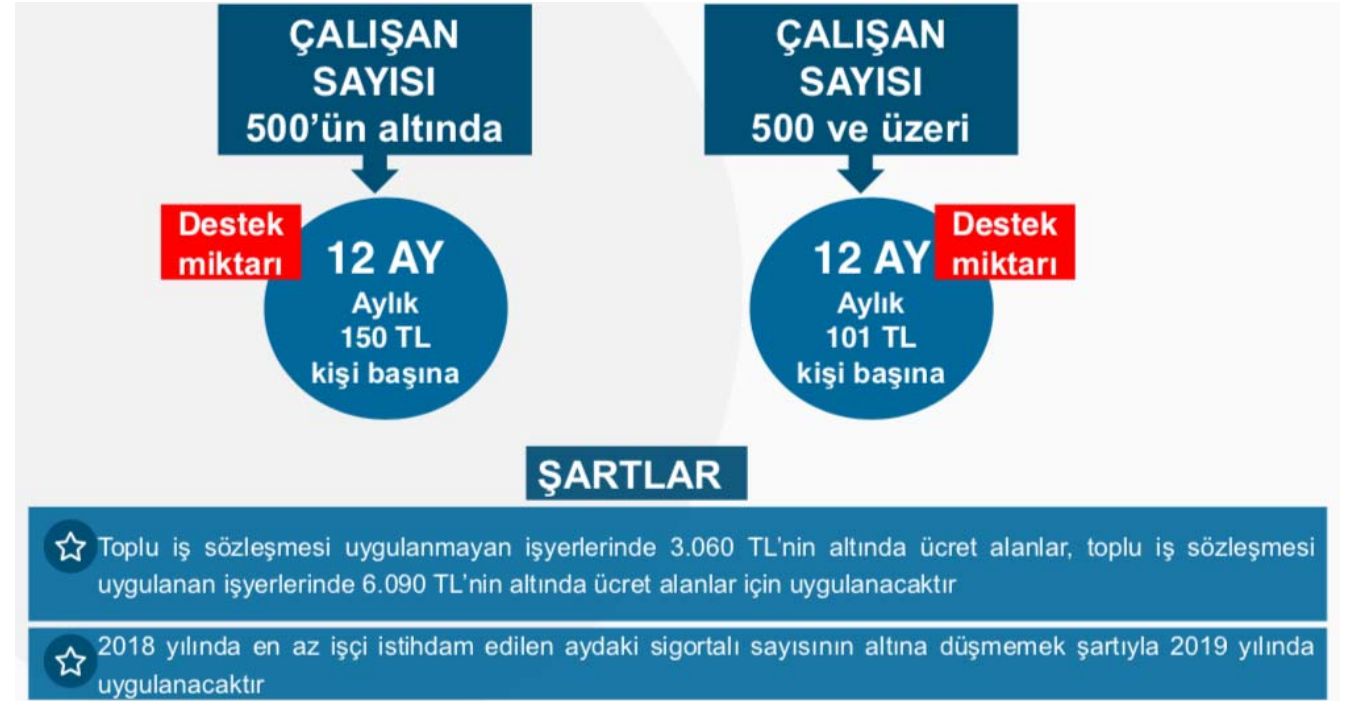 ÇALIŞAN
SAYISI
500’ün altında
Destek
miktarı
12 AY
Aylık
150 TL
kişi başına
ÇALIŞAN
SAYISI
500 ve üzeri
12 AY
Aylık
101 TL
kişi başına
Destek
miktarı
ŞARTLAR
Toplu iş sözleşmesi uygulanmayan işyerlerinde 3.060 TL’nin altında ücret alanlar, toplu iş sözleşmesi
uygulanan işyerlerinde 6.090 TL’nin altında ücret alanlar için uygulanacaktır
2018 yılında en az işçi istihdam edilen aydaki sigortalı sayısının altına düşmemek şartıyla 2019 yılında
uygulanacaktır